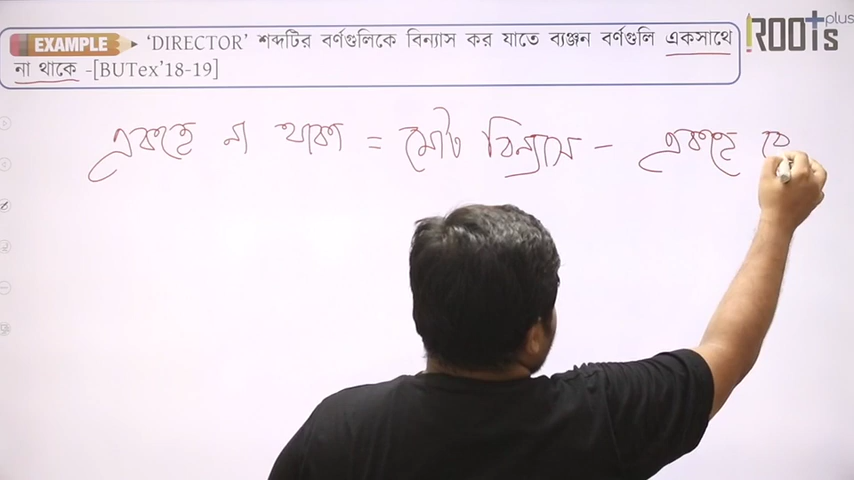 EXAMPLE 'DIRECTOR' শব্দটির বর্ণগুলিকে বিন্যাস কর যাতে ব্যঞ্জন বর্ণগুলি একসাথে
না থাকে -[BUTex'18-19]
ROOTs plus
একত্রে না থাকা = মোট বিন্যাস - একত্রে